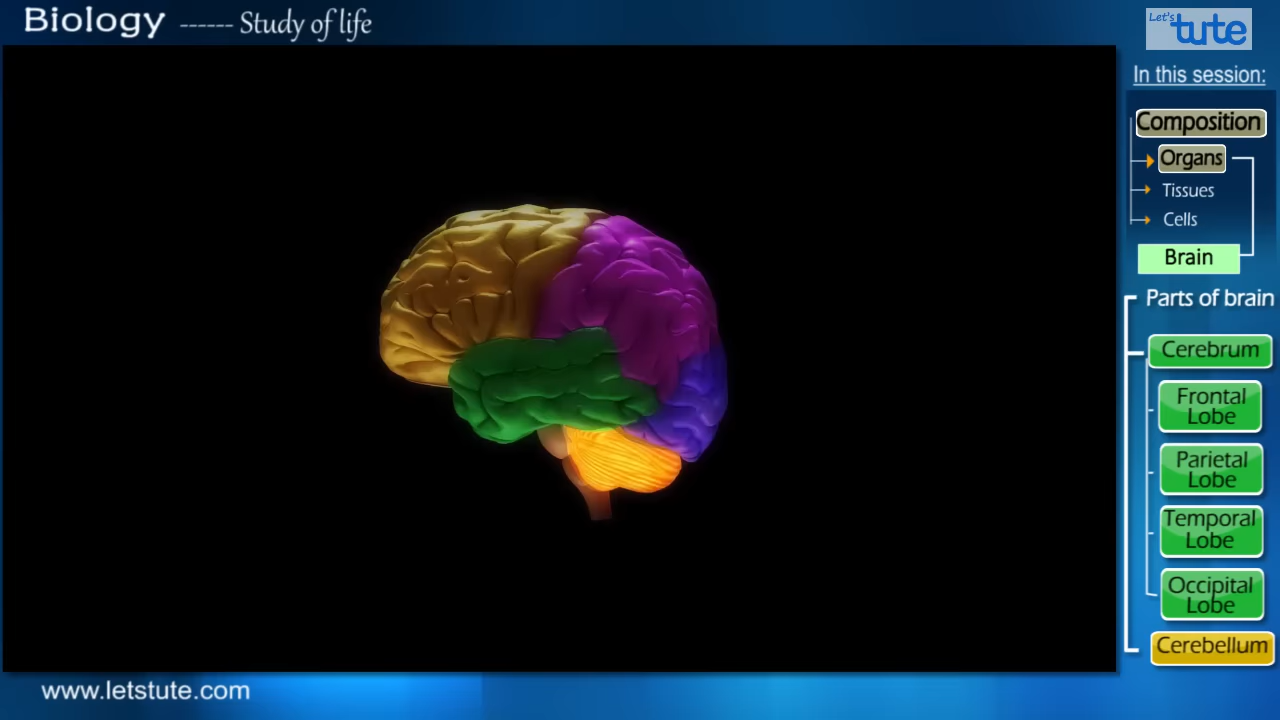 Biology ------ Study of life
Let's
tute
In this session:
Composition
Organs
Tissues
Cells
Brain
Parts of brain
Cerebrum
Frontal
Lobe
Parietal
Lobe
Temporal
Lobe
Occipital
Lobe
Cerebellum
www.letstute.com